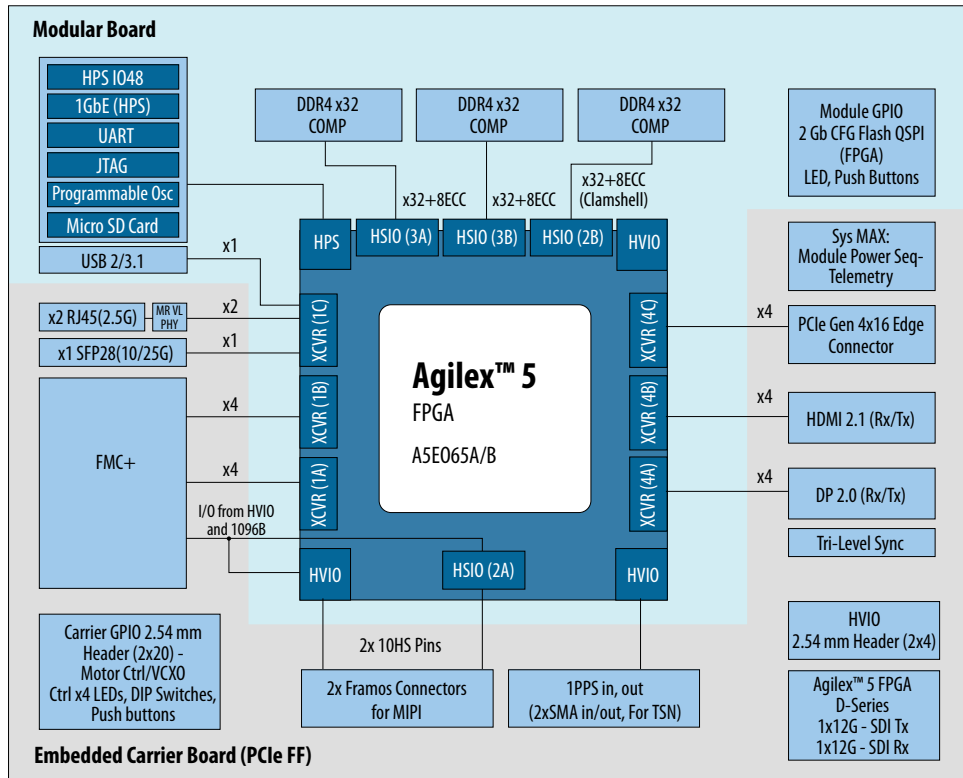 Modular Board
HPS IO48
1GbE (HPS)
UART
JTAG
Programmable Osc
Micro SD Card
USB 2/3.1
DDR4 x32
COMP
DDR4 x32
COMP
DDR4 x32
COMP
Module GPIO
2 Gb CFG Flash QSPI
(FPGA)
LED, Push Buttons
x32+8ECC
x32+8ECC
x32+8ECC
(Clamshell)
x1
HPS
HSIO (3A)
HSIO (3B)
HSIO (2B)
HVIO
Sys MAX:
Module Power Seq-
Telemetry
x2 RJ45(2.5G)
MR VL
PHY
x2
x1 SFP28(10/25G)
x1
XCVR (1C)
XCVR (4C)
x4
PCIe Gen 4x16 Edge
Connector
Agilex™ 5
FPGA
A5E065A/B
FMC+
x4
XCVR (1B)
XCVR (4B)
x4
HDMI 2.1 (Rx/Tx)
x4
XCVR (1A)
XCVR (4A)
x4
DP 2.0 (Rx/Tx)
I/O from HVIO
and 1096B
Tri-Level Sync
HVIO
HSIO (2A)
HVIO
Carrier GPIO 2.54 mm
Header (2x20) -
Motor Ctrl/VCXO
Ctrl x4 LEDs, DIP Switches,
Push buttons
2x 10HS Pins
HVIO
2.54 mm Header (2x4)
2x Framos Connectors
for MIPI
1PPS in, out
(2xSMA in/out, For TSN)
Agilex™ 5 FPGA
D-Series
1x12G - SDI Tx
1x12G - SDI Rx
Embedded Carrier Board (PCIe FF)